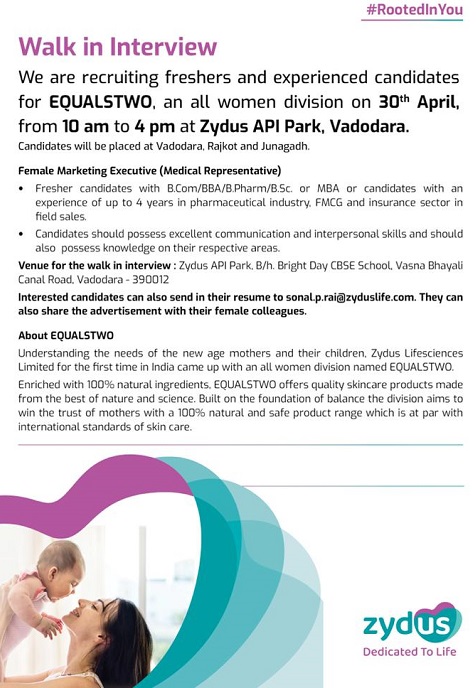 #RootedInYou
Walk in Interview
We are recruiting freshers and experienced candidates
for EQUALSTWO, an all women division on 30th April,
from 10 am to 4 pm at Zydus API Park, Vadodara.
Candidates will be placed at Vadodara, Rajkot and Junagadh.
Female Marketing Executive (Medical Representative)
• Fresher candidates with B.Com/BBA/B.Pharm/B.Sc. or MBA or candidates with an
experience of up to 4 years in pharmaceutical industry, FMCG and insurance sector in
field sales.
• Candidates should possess excellent communication and interpersonal skills and should
also possess knowledge on their respective areas.
Venue for the walk in interview : Zydus API Park, B/h. Bright Day CBSE School, Vasna Bhayali
Canal Road, Vadodara - 390012
Interested candidates can also send in their resume to sonal.p.rai@zyduslife.com. They can
also share the advertisement with their female colleagues.
About EQUALSTWO
Understanding the needs of the new age mothers and their children, Zydus Lifesciences
Limited for the first time in India came up with an all women division named EQUALSTWO.
Enriched with 100% natural ingredients, EQUALSTWO offers quality skincare products made
from the best of nature and science. Built on the foundation of balance the division aims to
win the trust of mothers with a 100% natural and safe product range which is at par with
international standards of skin care.
zydus
Dedicated To Life